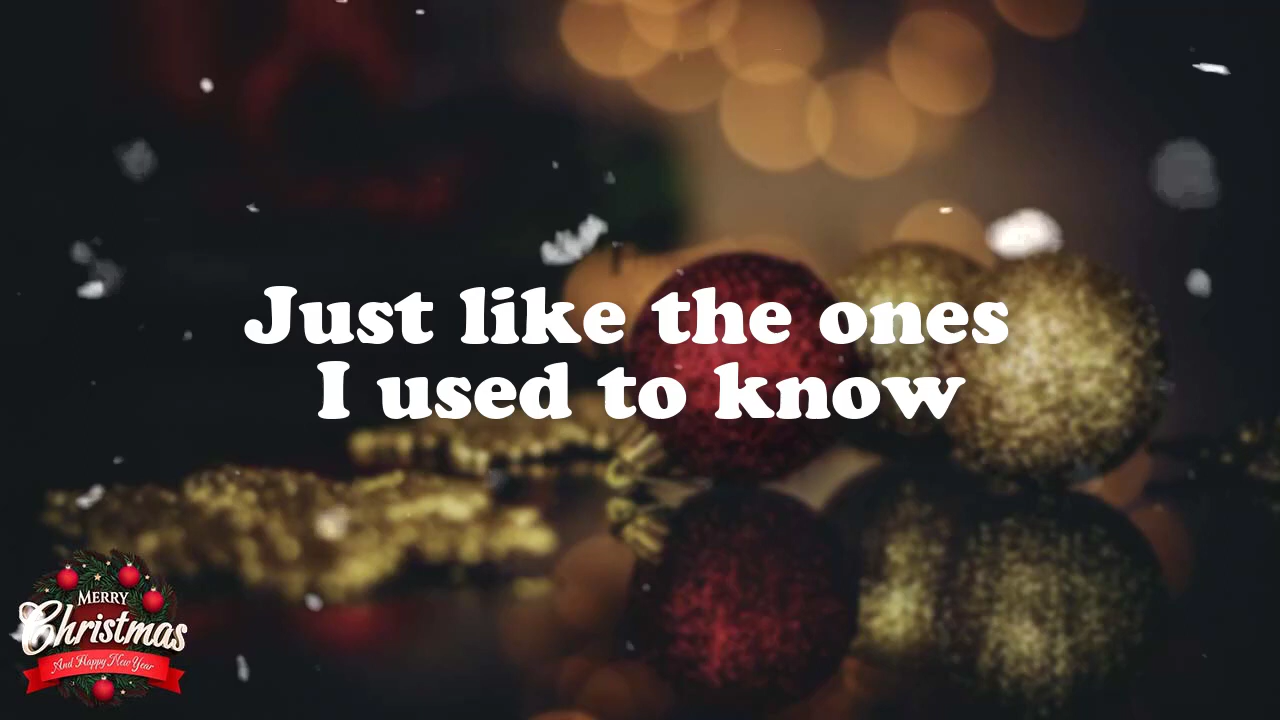 Just like the ones
I used to know
MERRY
Christmas
And Happy New Year